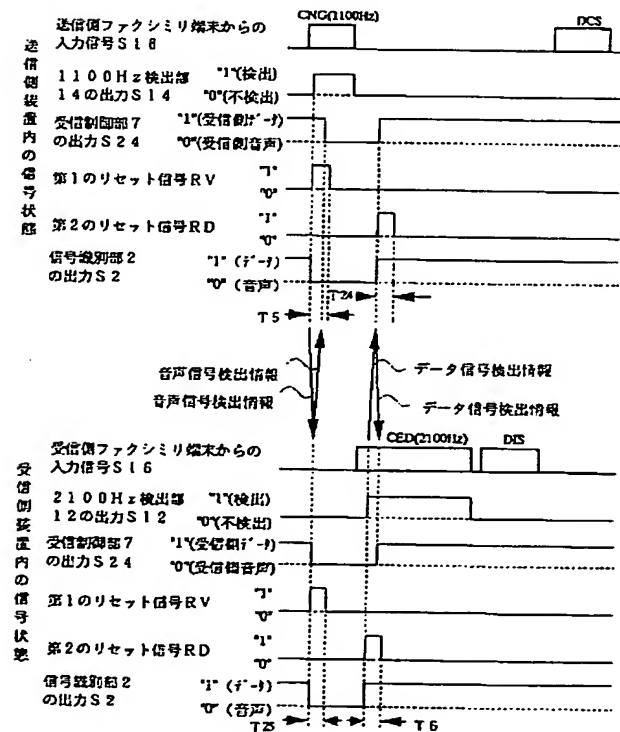 CNG(1100Hz)
DCS
送信側ファクシミリ端末からの
入力信号S16
送信側装置内の信号状態
1100Hz検出部
14の出力S14
"1"(検出)
"0"(不検出)
受信制御部7
の出力S24
"1"(受信側データ)
"0"(受信側音声)
第1のリセット信号RV
"1"
"0"
第2のリセット信号RD
"1"
"0"
信号識別部2
の出力S2
"1"(データ)
"0"(音声)
T24
T5
音声信号検出情報
音声信号検出情報
データ信号検出情報
データ信号検出情報
受信側ファクシミリ端末からの
入力信号S16
CED(2100Hz)
DIS
受信側装置内の信号状態
2100Hz検出部
12の出力S12
"1"(検出)
"0"(不検出)
受信制御部7
の出力S24
"1"(受信側データ)
"0"(受信側音声)
第1のリセット信号RV
"1"
"0"
第2のリセット信号RD
"1"
"0"
信号識別部2
の出力S2
"1"(データ)
"0"(音声)
T25
T6